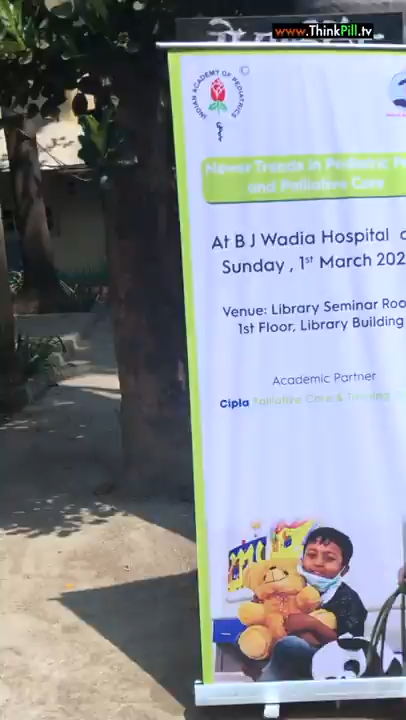 www.ThinkPill.tv
INDIAN ACADEMY OF PEDIATRICS
Newer Trends in Pediatric P
and Palliative Care
At B J Wadia Hospital
Sunday , 1st March 202
Venue: Library Seminar Roo
1st Floor, Library Building
Academic Partner
Cipla Palliative Care & Training